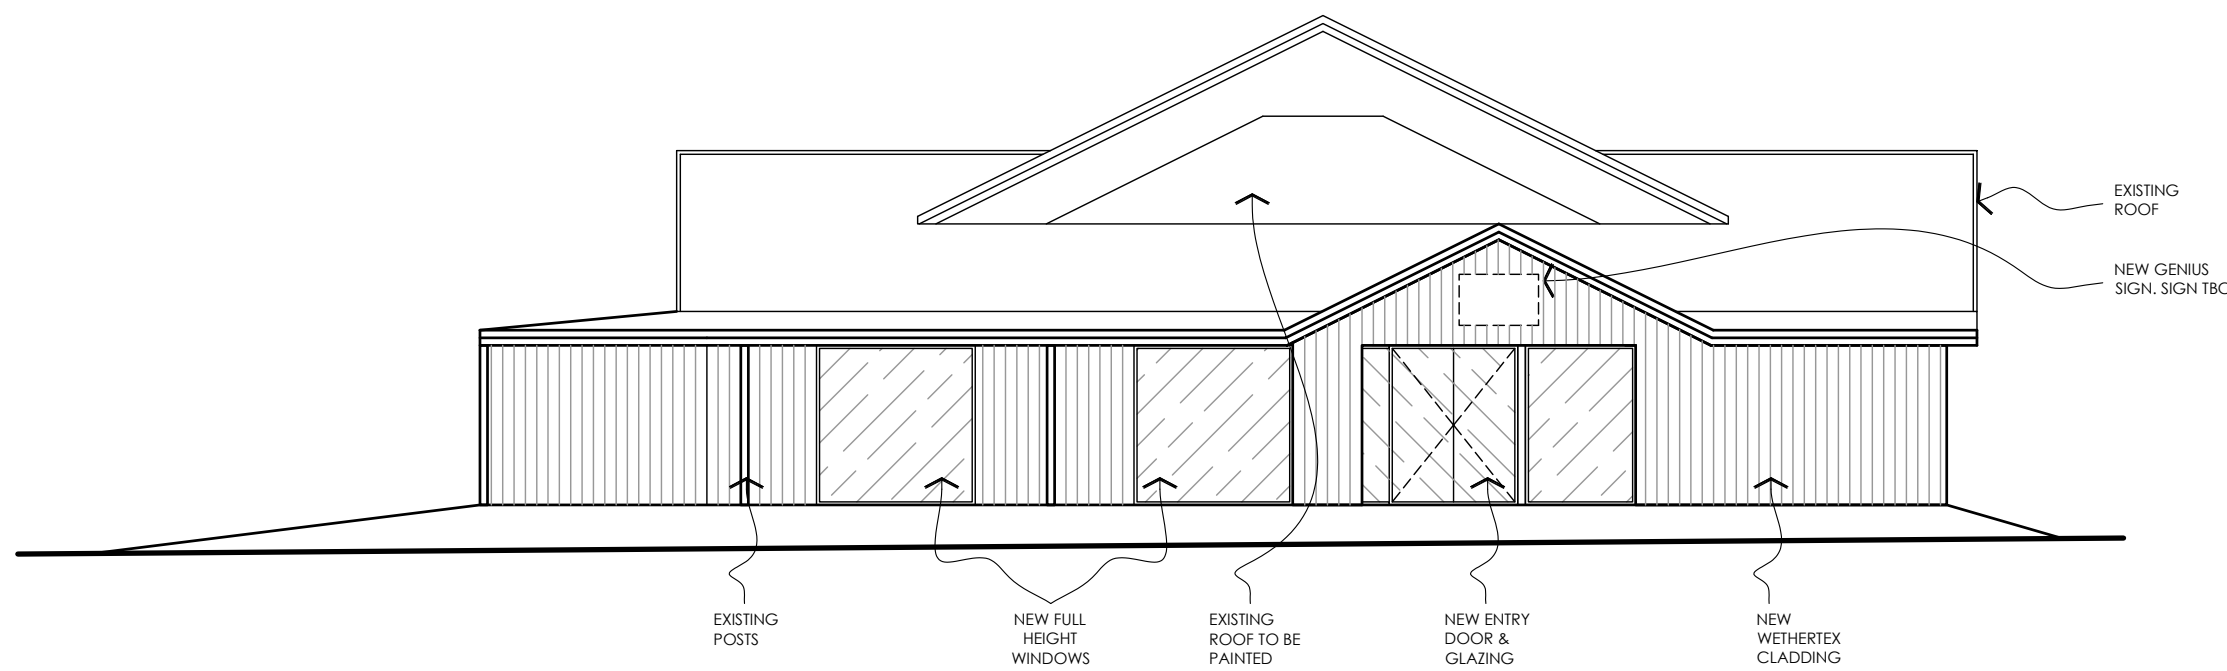 EXISTING
ROOF
NEW GENIUS
SIGN. SIGN TBC
EXISTING
POSTS
NEW FULL
HEIGHT
WINDOWS
EXISTING
ROOF TO BE
PAINTED
NEW ENTRY
DOOR &
GLAZING
NEW
WETHERTEX
CLADDING